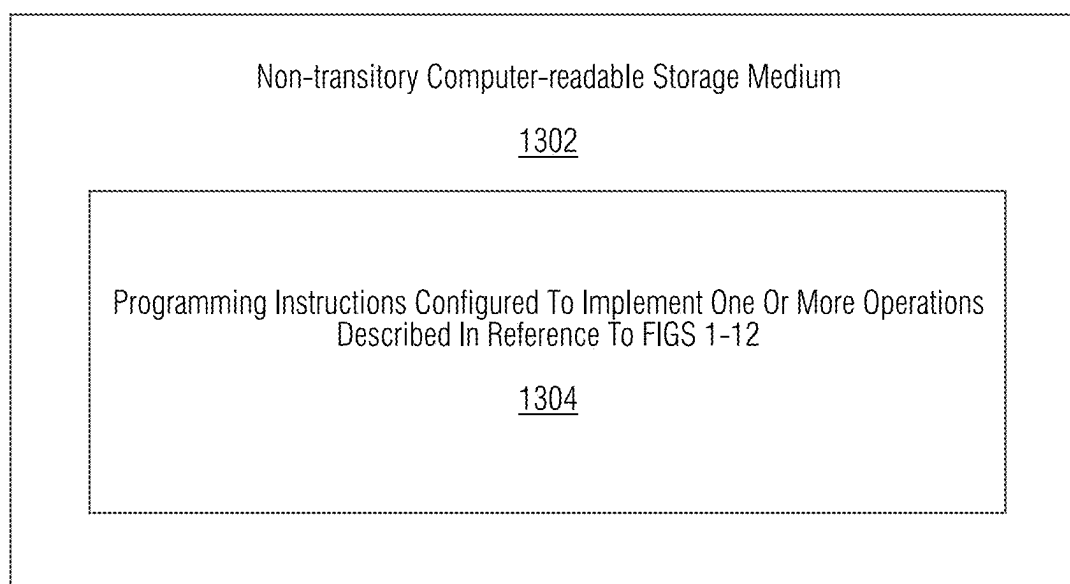 Non-transitory Computer-readable Storage Medium
1302
Programming Instructions Configured To Implement One Or More Operations
Described In Reference To FIGS 1-12
1304